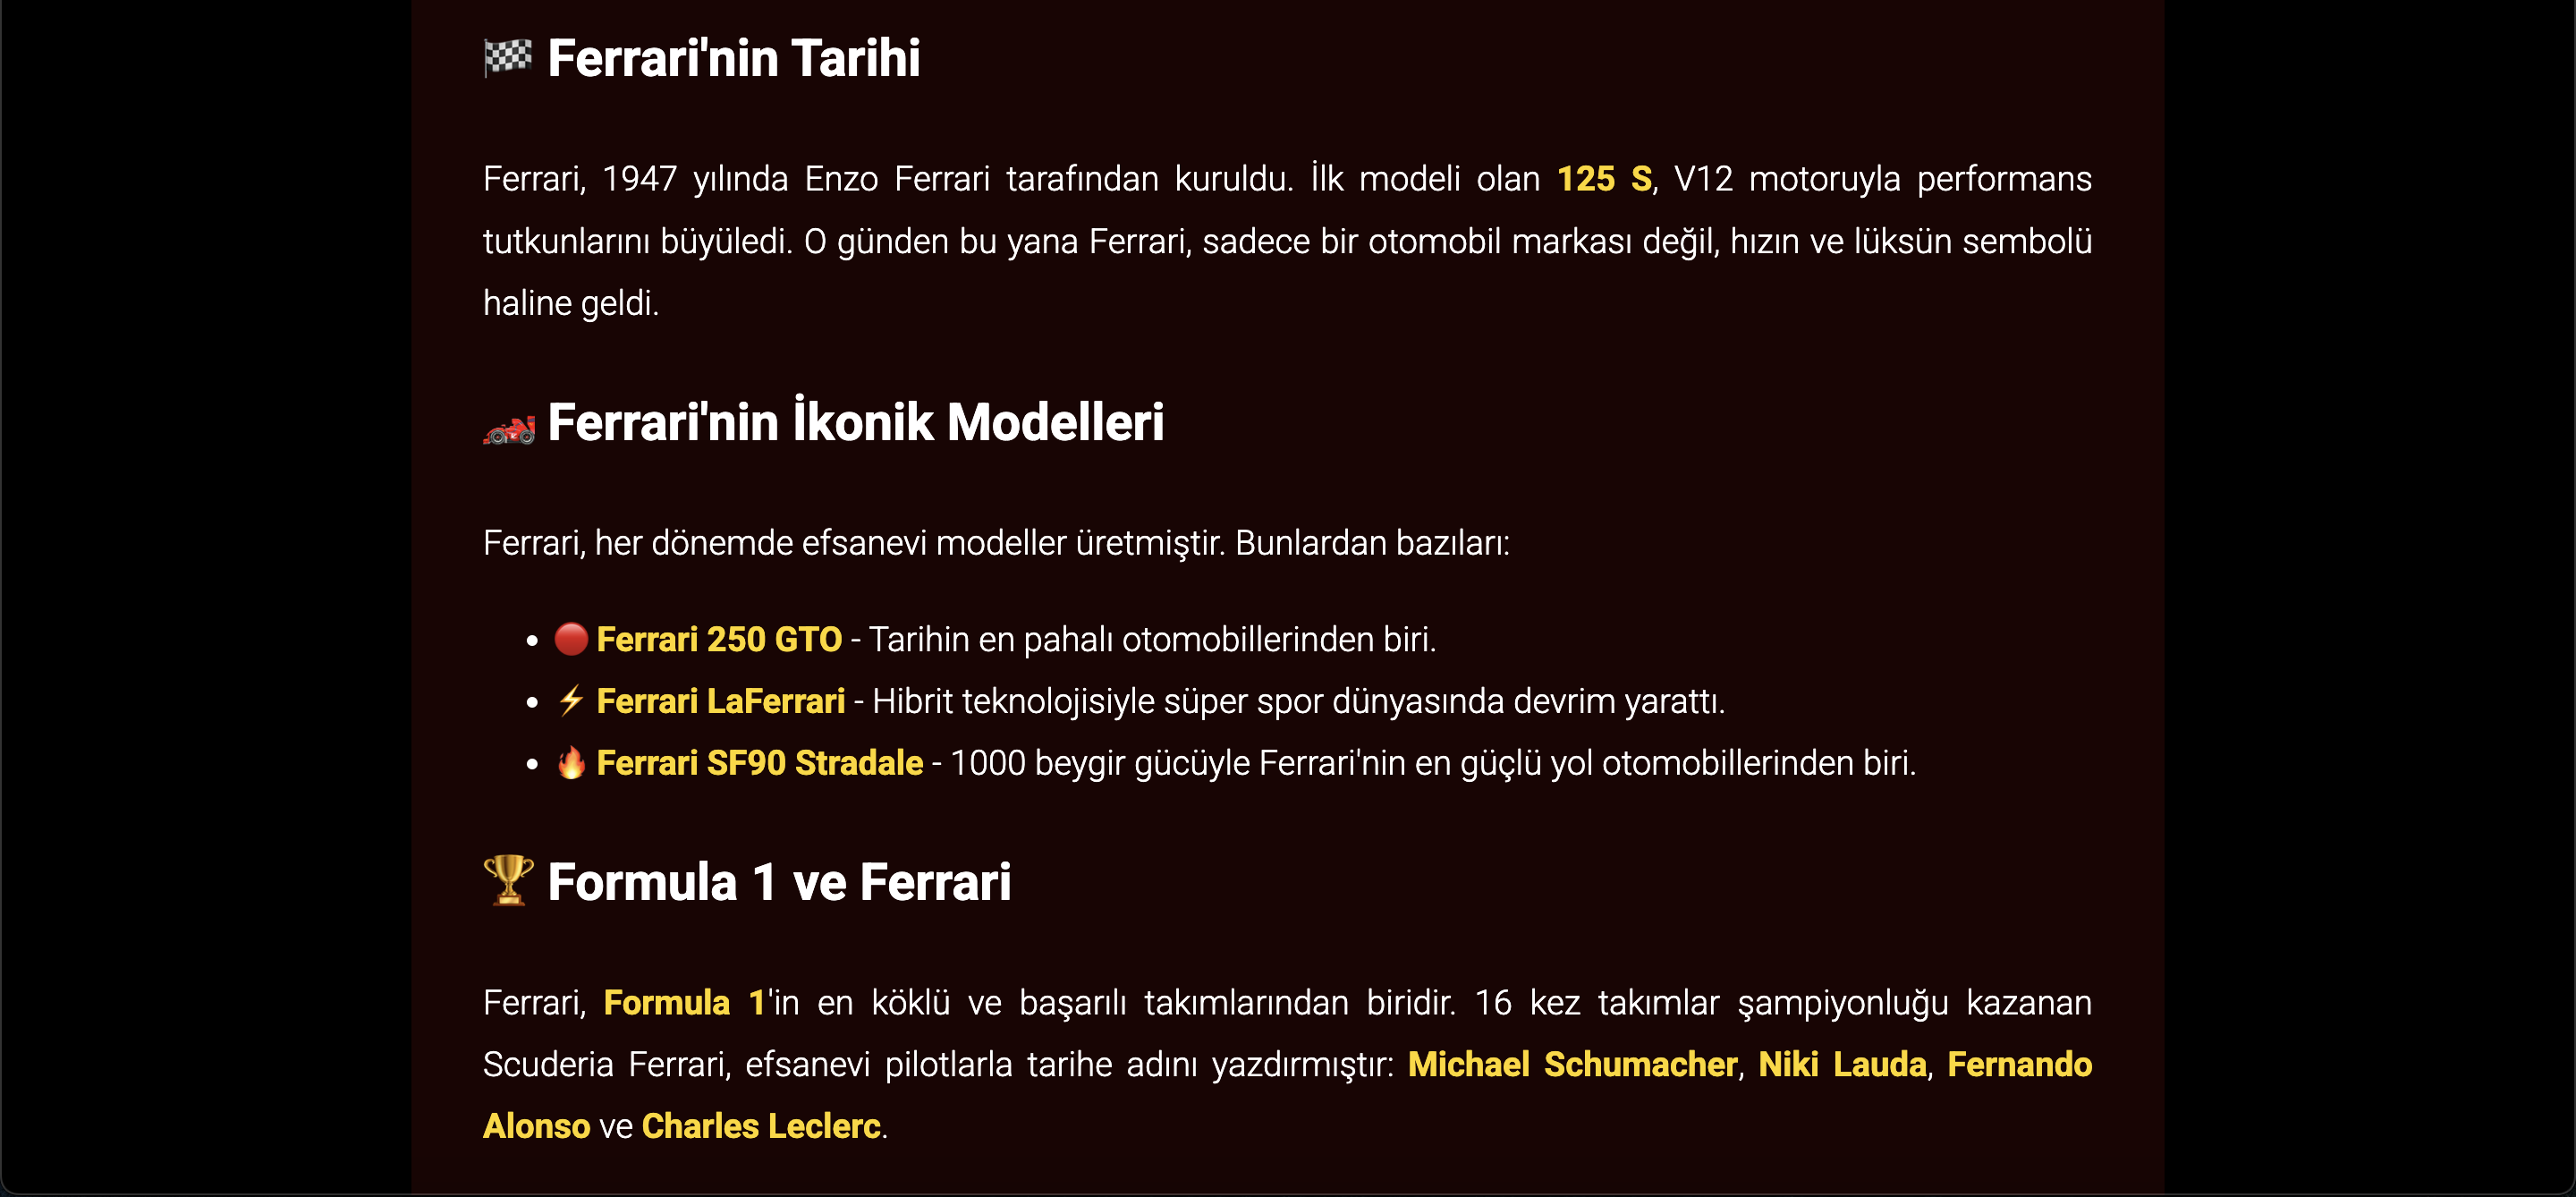 🏁 Ferrari'nin Tarihi
Ferrari, 1947 yılında Enzo Ferrari tarafından kuruldu. İlk modeli olan 125 S, V12 motoruyla performans
tutkunlarını büyüledi. O günden bu yana Ferrari, sadece bir otomobil markası değil, hızın ve lüksün sembolü
haline geldi.
🏎️ Ferrari'nin İkonik Modelleri
Ferrari, her dönemde efsanevi modeller üretmiştir. Bunlardan bazıları:
• 🔴 Ferrari 250 GTO - Tarihin en pahalı otomobillerinden biri.
• ⚡ Ferrari LaFerrari - Hibrit teknolojisiyle süper spor dünyasında devrim yarattı.
• 🔥 Ferrari SF90 Stradale - 1000 beygir gücüyle Ferrari'nin en güçlü yol otomobillerinden biri.
🏆 Formula 1 ve Ferrari
Ferrari, Formula 1'in en köklü ve başarılı takımlarından biridir. 16 kez takımlar şampiyonluğu kazanan
Scuderia Ferrari, efsanevi pilotlarla tarihe adını yazdırmıştır: Michael Schumacher, Niki Lauda, Fernando
Alonso ve Charles Leclerc.